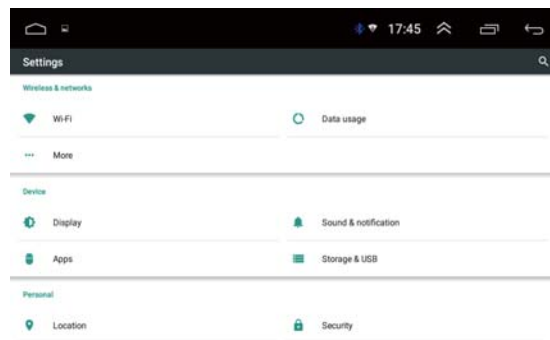 17:45
Settings
Wireless & networks
Wi-Fi
Data usage
More
Device
Display
Sound & notification
Apps
Storage & USB
Personal
Location
Security